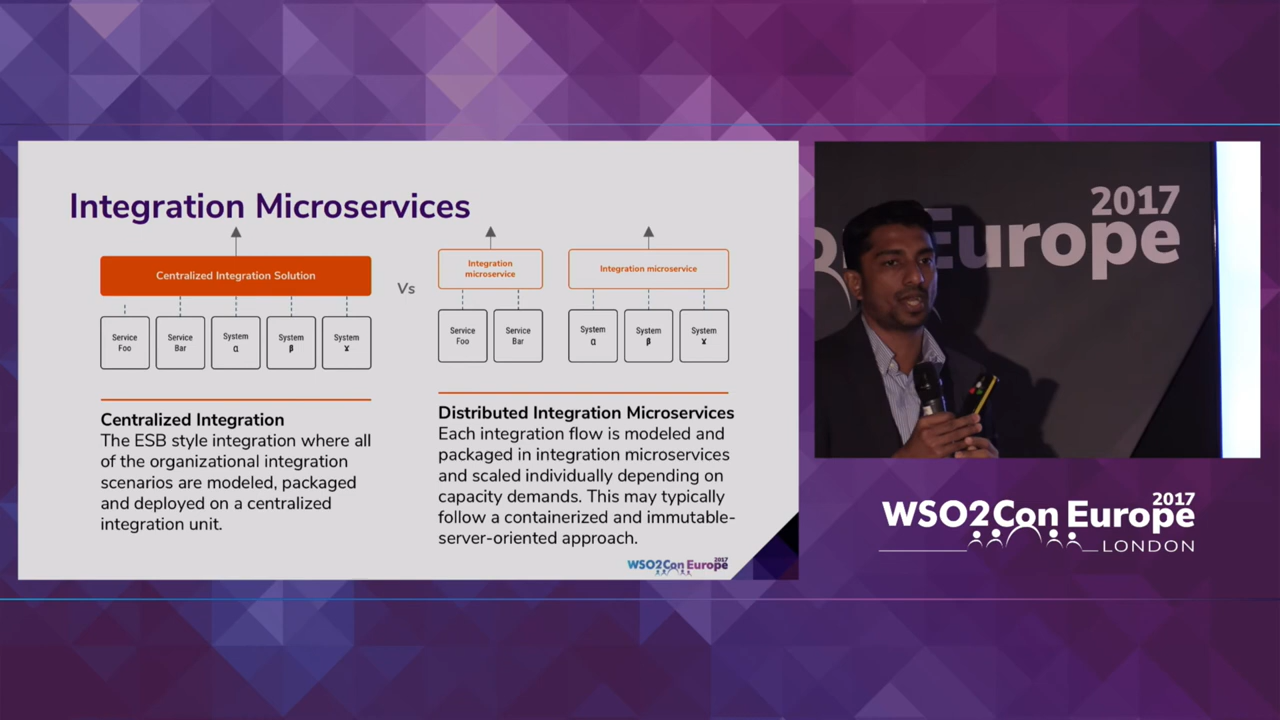 Integration Microservices
Centralized Integration Solution
Service
Foo
Service
Bar
System
α
System
β
System
ɣ
Vs
Integration
microservice
Integration microservice
Service
Foo
Service
Bar
System
α
System
β
System
ɣ
Centralized Integration
The ESB style integration where all
of the organizational integration
scenarios are modeled, packaged
and deployed on a centralized
integration unit.
Distributed Integration Microservices
Each integration flow is modeled and
packaged in integration microservices
and scaled individually depending on
capacity demands. This may typically
follow a containerized and immutable-
server-oriented approach.
2017
WSO2Con Europe
2017
Europe
2017
WSO2Con Europe
LONDON